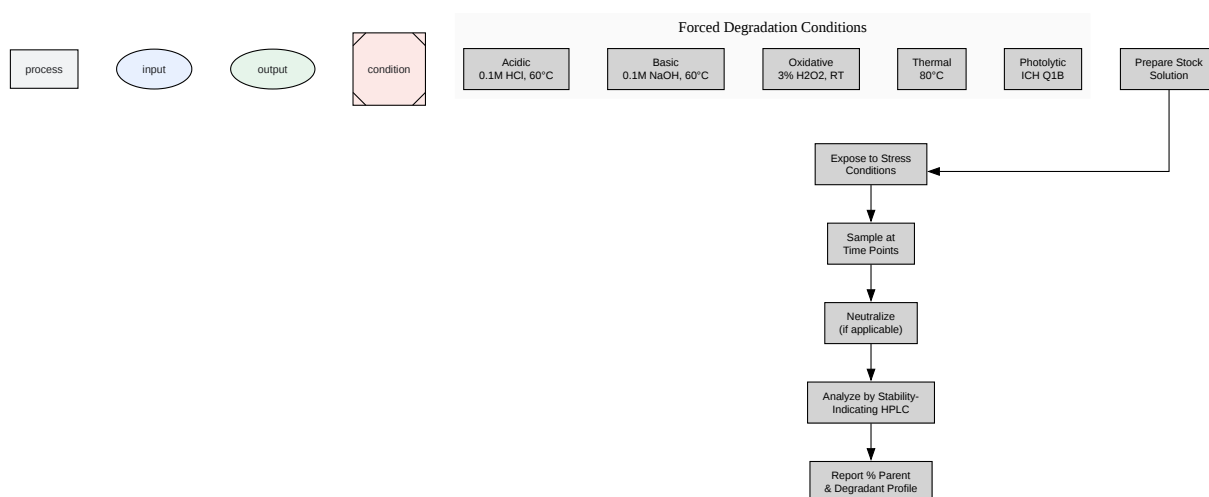 Forced Degradation Conditions
process
input
output
condition
Acidic
0.1M HCl, 60°C
Basic
0.1M NaOH, 60°C
Oxidative
3% H2O2, RT
Thermal
80°C
Photolytic
ICH Q1B
Prepare Stock
Solution
Expose to Stress
Conditions
Sample at
Time Points
Neutralize
(if applicable)
Analyze by Stability-
Indicating HPLC
Report % Parent
& Degradant Profile